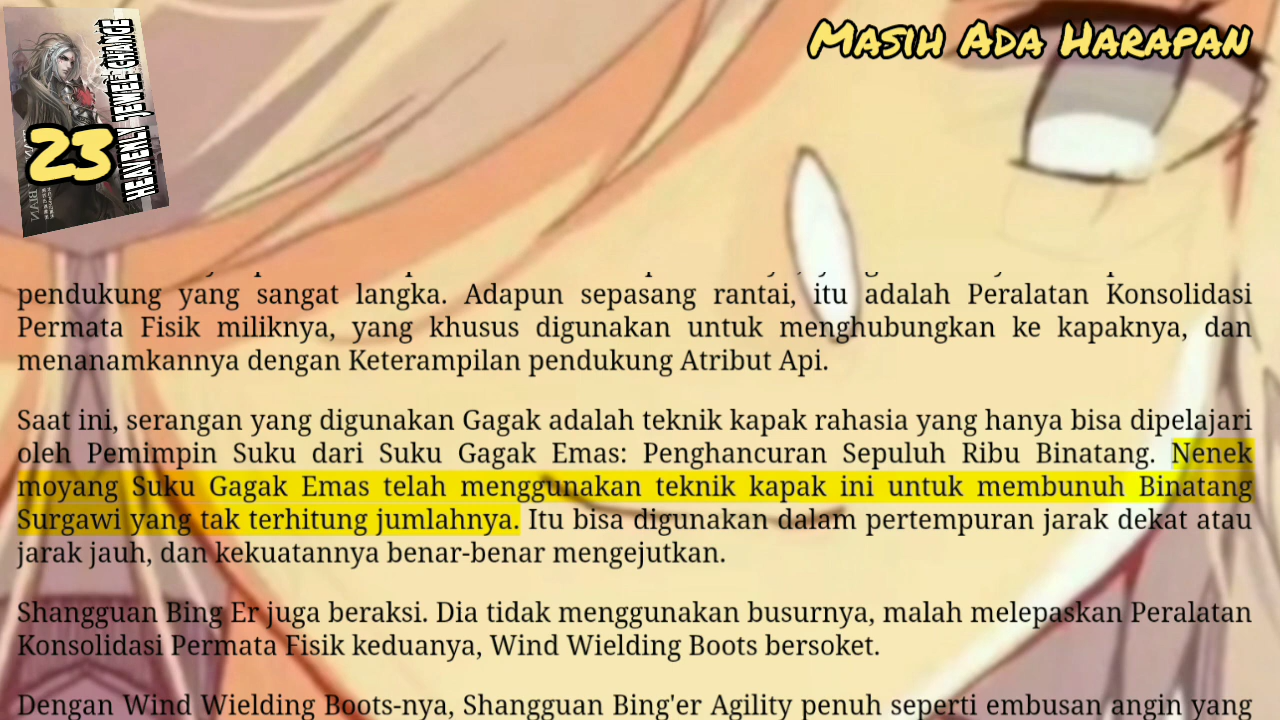 Masih Ada Harapan
HEAVENLY JEWEL CHANGE
23
pendukung yang sangat langka. Adapun sepasang rantai, itu adalah Peralatan Konsolidasi
Permata Fisik miliknya, yang khusus digunakan untuk menghubungkan ke kapaknya, dan
menanamkannya dengan Keterampilan pendukung Atribut Api.
Saat ini, serangan yang digunakan Gagak adalah teknik kapak rahasia yang hanya bisa dipelajari
oleh Pemimpin Suku dari Suku Gagak Emas: Penghancuran Sepuluh Ribu Binatang. Nenek
moyang Suku Gagak Emas telah menggunakan teknik kapak ini untuk membunuh Binatang
Surgawi yang tak terhitung jumlahnya. Itu bisa digunakan dalam pertempuran jarak dekat atau
jarak jauh, dan kekuatannya benar-benar mengejutkan.
Shangguan Bing Er juga beraksi. Dia tidak menggunakan busurnya, malah melepaskan Peralatan
Konsolidasi Permata Fisik keduanya, Wind Wielding Boots bersoket.
Dengan Wind Wielding Boots-nya, Shangguan Bing'er Agility penuh seperti embusan angin yang